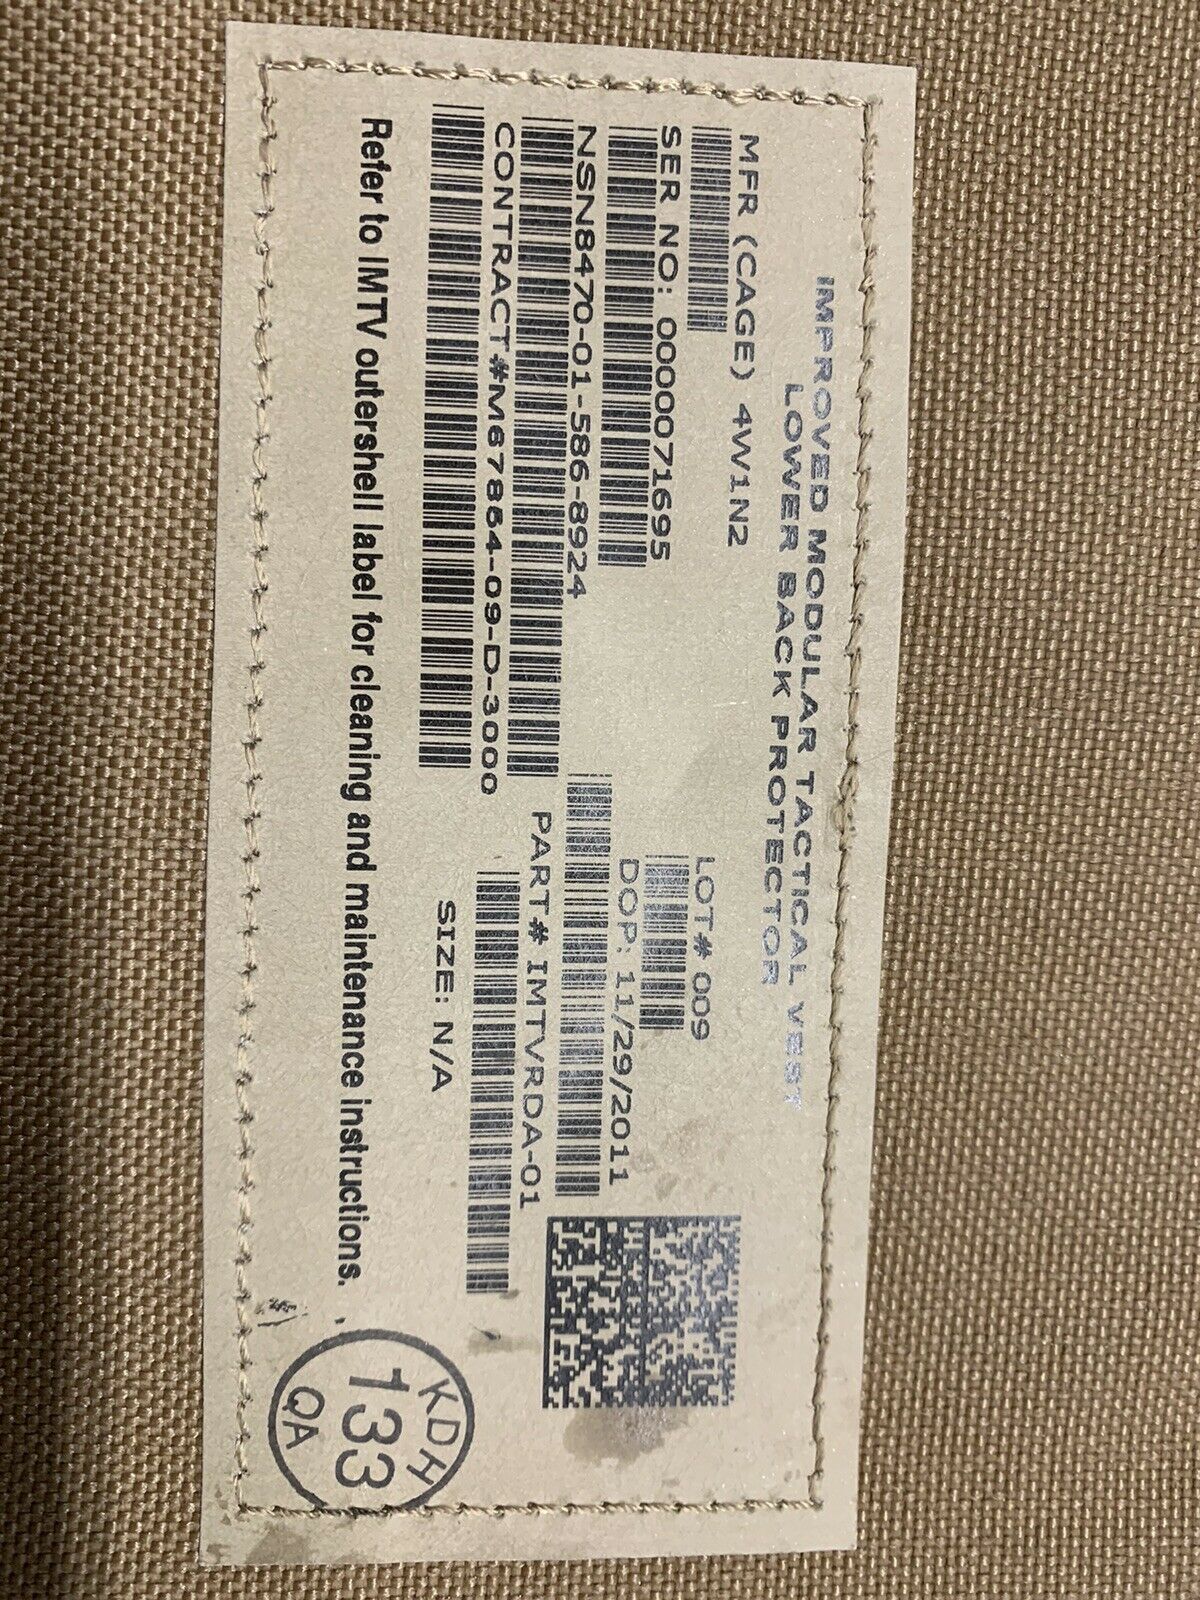 IMPROVED MODULAR TACTICAL VEST
LOWER BACK PROTECTOR
MFR (CAGE) 4W1N2
LOT# 009
SER NO: 0000071695
DOP: 11/29/2011
NSN8470-01-586-8924
PART# IMTVRDA-01
CONTRACT#M67854-09-D-3000
SIZE: N/A
Refer to IMTV outershell label for cleaning and maintenance instructions.
KDH
133
QA